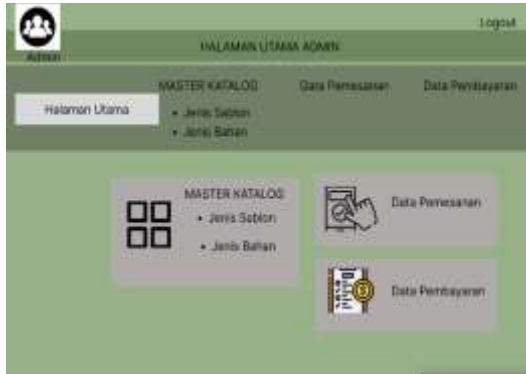 Logout
Admin
HALAMAN UTAMA ADMIN
MASTER KATALOG
Data Pemesanan
Data Pembayaran
Halaman Utama
• Jenis Sablon
• Jenis Bahan
MASTER KATALOG
• Jenis Sablon
• Jenis Bahan
Data Pemesanan
Data Pembayaran